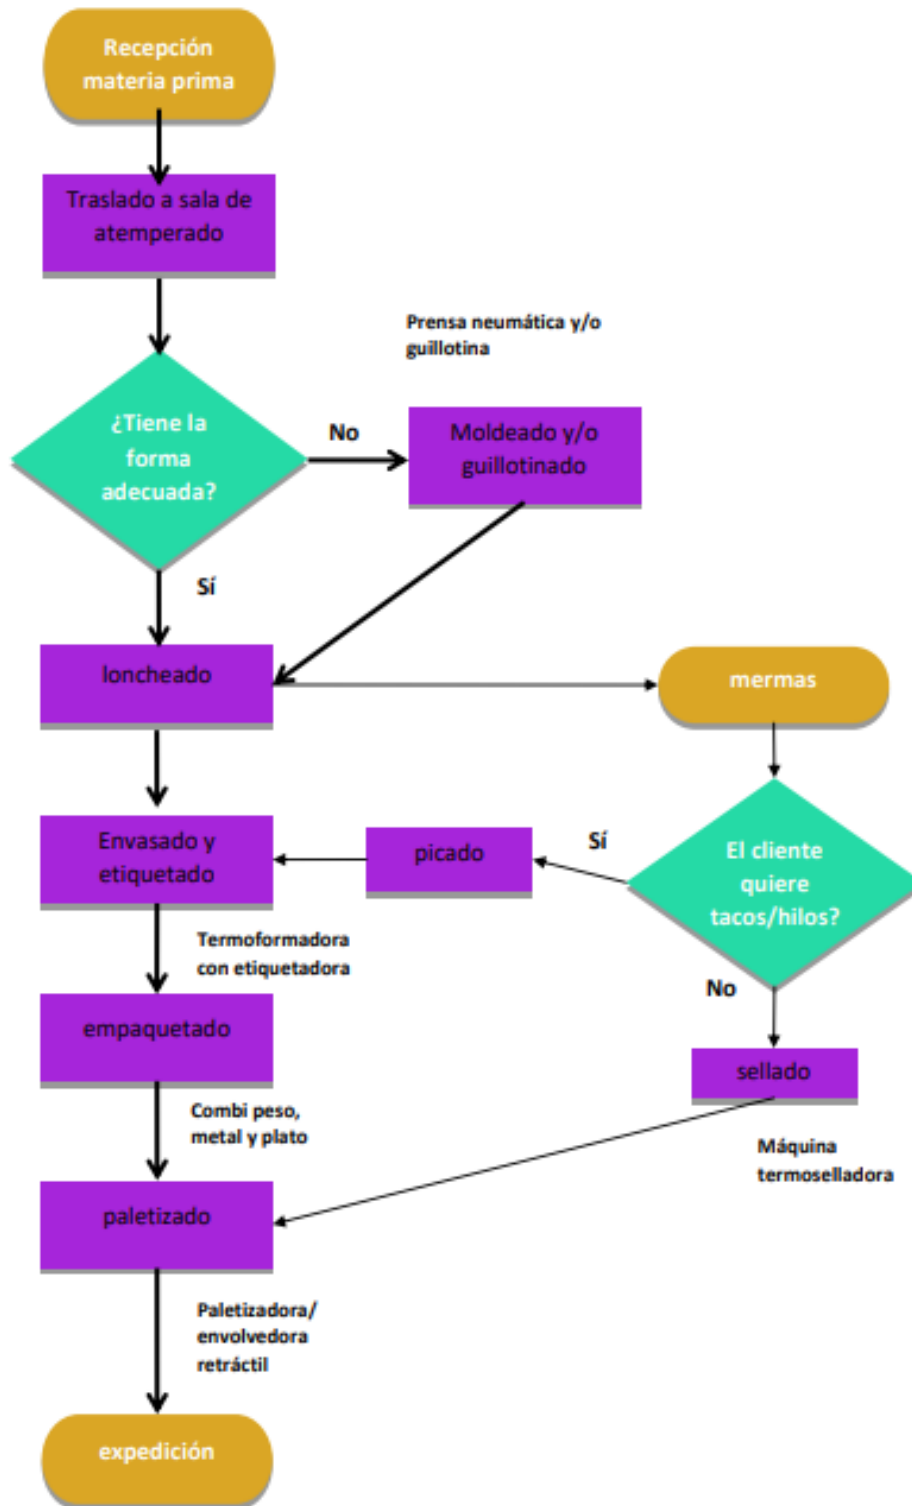 Recepción
materia prima
Traslado a sala de
atemperado
Prensa neumática y/o
guillotina
¿Tiene la
forma
adecuada?
No
Moldeado y/o
guillotinado
Sí
loncheado
mermas
Envasado y
etiquetado
picado
Sí
El cliente
quiere
tacos/hilos?
Termoformadora
con etiquetadora
No
empaquetado
sellado
Combi peso,
metal y plato
Máquina
termoselladora
paletizado
Paletizadora/
envolvedora
retráctil
expedición